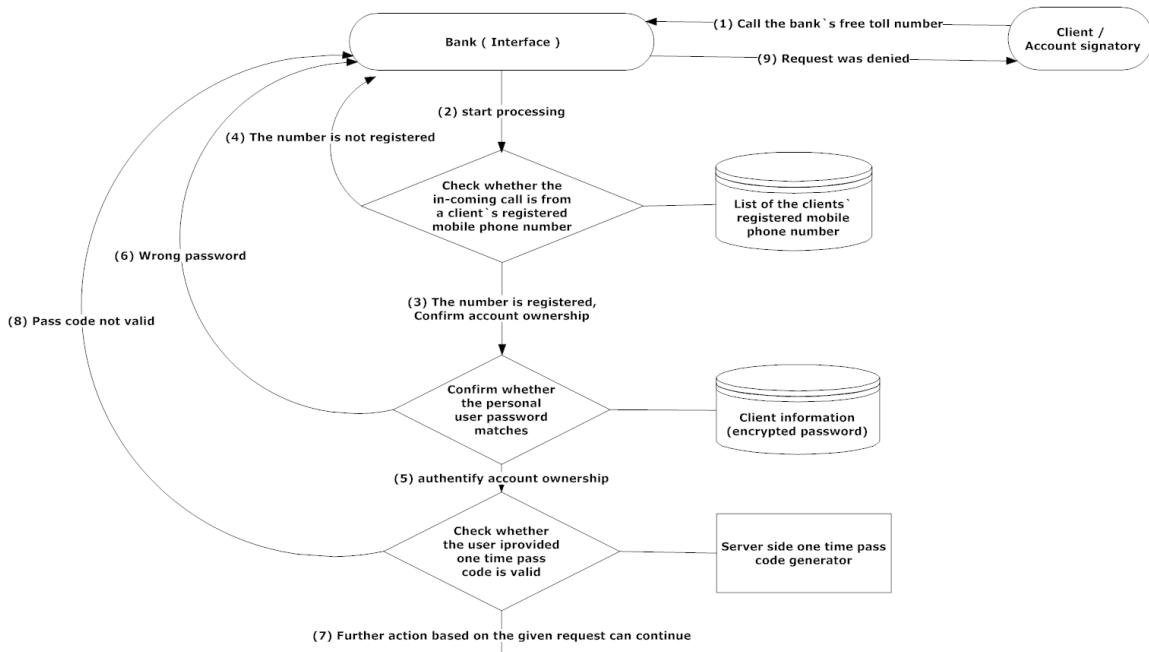 (1) Call the bank`s free toll number
Client /
Account signatory
Bank ( Interface )
(9) Request was denied
(2) start processing
(4) The number is not registered
Check whether the
in-coming call is from
a client`s registered
mobile phone number
List of the clients`
registered mobile
phone number
(6) Wrong password
(3) The number is registered,
Confirm account ownership
(8) Pass code not valid
Confirm whether
the personal
user password
matches
Client information
(encrypted password)
(5) authentify account ownership
Check whether
the user iprovided
one time pass
code is valid
Server side one time pass
code generator
(7) Further action based on the given request can continue